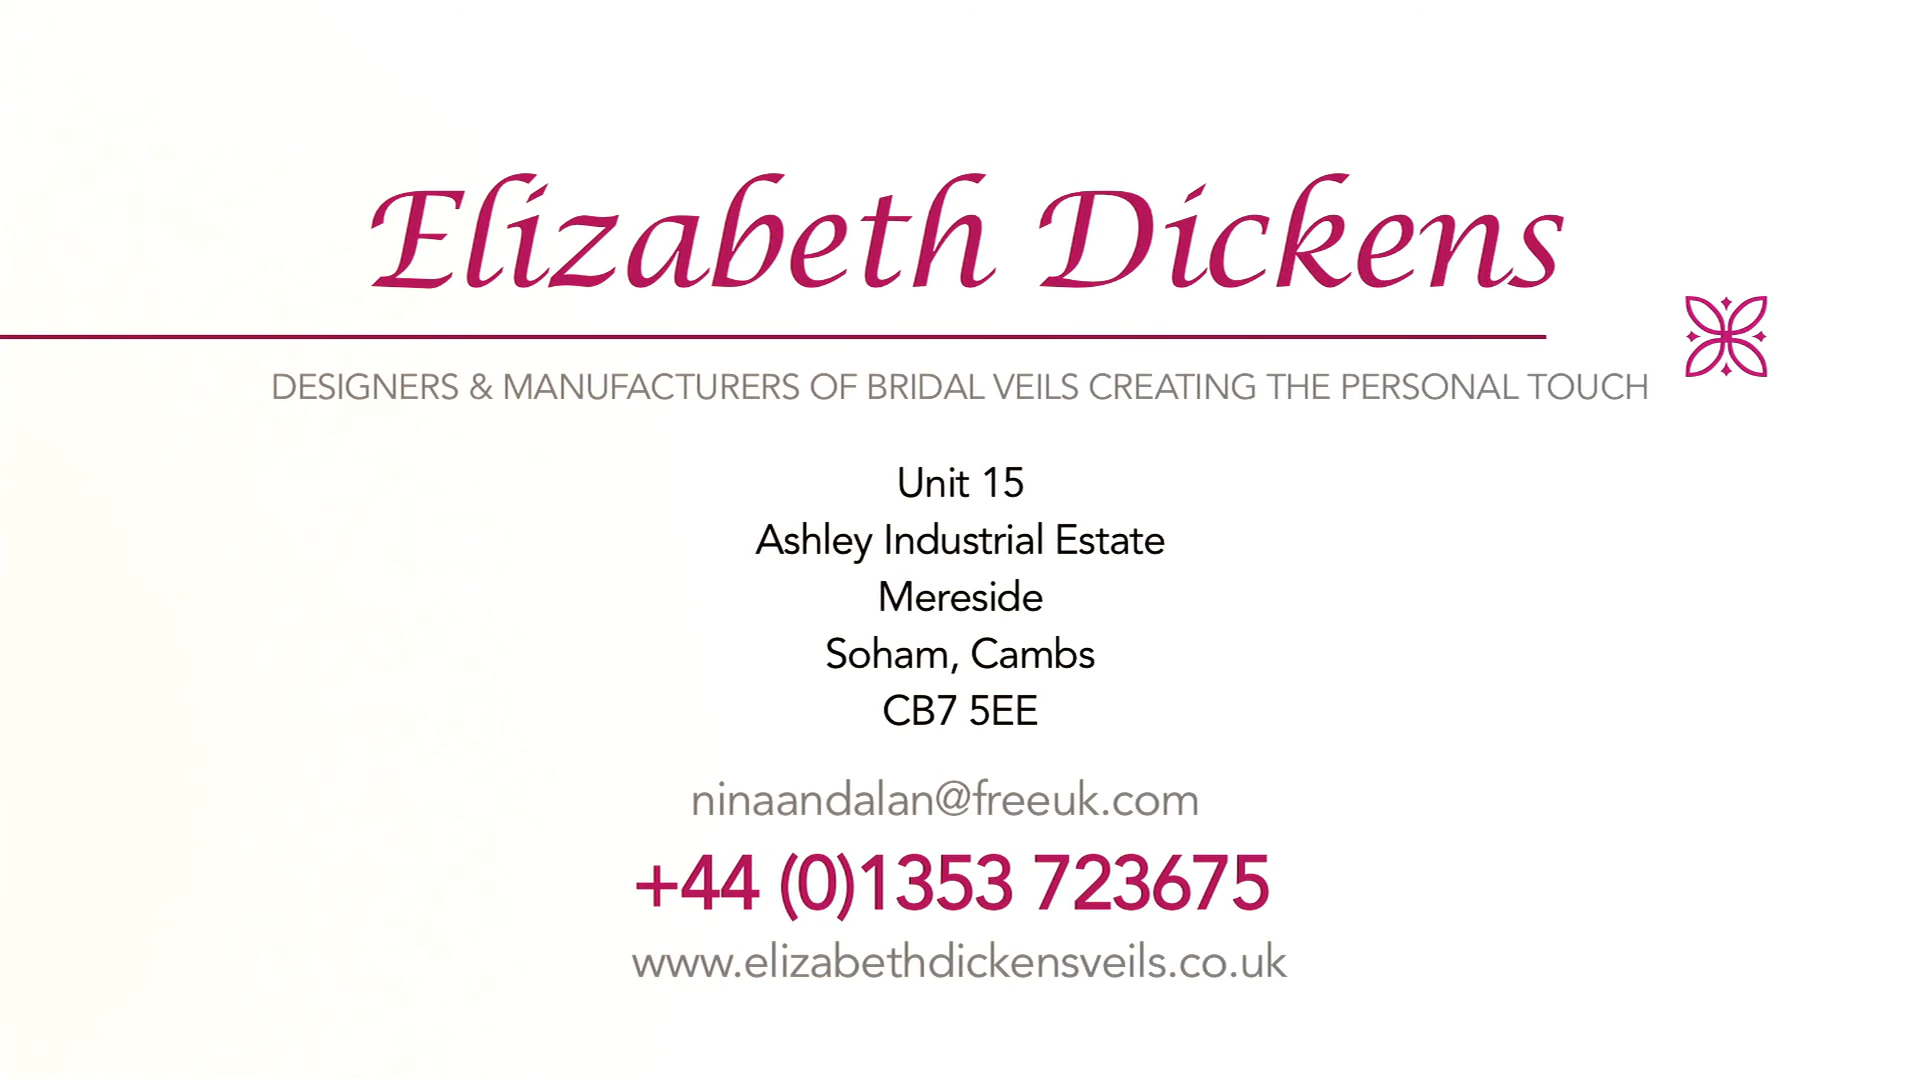 Elizabeth Dickens
DESIGNERS & MANUFACTURERS OF BRIDAL VEILS CREATING THE PERSONAL TOUCH
Unit 15
Ashley Industrial Estate
Mereside
Soham, Cambs
CB7 5EE
ninaandalan@freeuk.com
+44 (0)1353 723675
www.elizabethdickensveils.co.uk